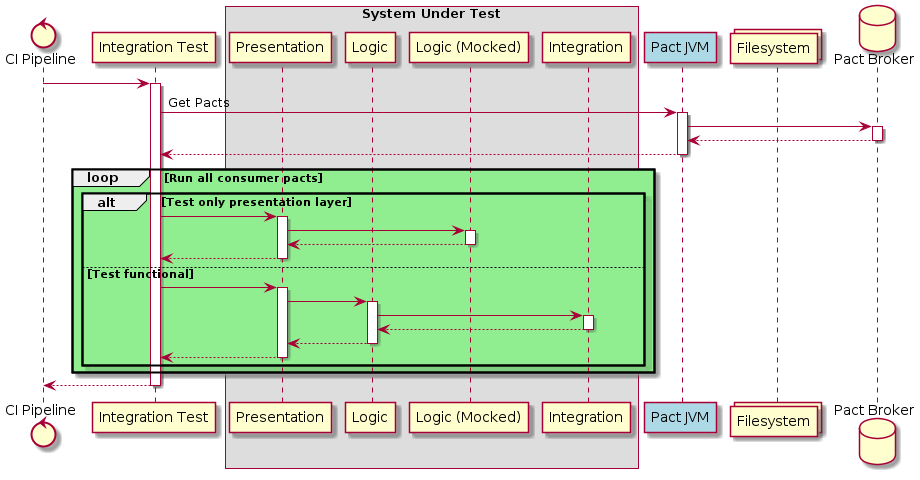 System Under Test
CI Pipeline
Integration Test
Presentation
Logic
Logic (Mocked)
Integration
Pact JVM
Filesystem
Pact Broker
Get Pacts
loop
[Run all consumer pacts]
alt
[Test only presentation layer]
[Test functional]
CI Pipeline
Integration Test
Presentation
Logic
Logic (Mocked)
Integration
Pact JVM
Filesystem
Pact Broker